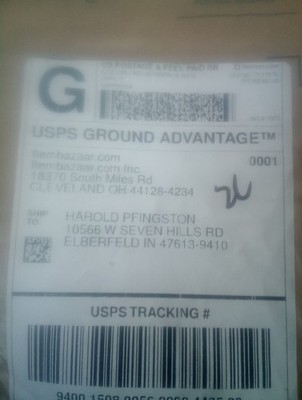 G
USPS GROUND ADVANTAGE™
Itembazaar.com
Itembazaar.com Inc.
18370 South Miles Rd
CLEVELAND OH 44128-4234
0001
SHIP
TO
HAROLD PFINGSTON
10566 W SEVEN HILLS RD
ELBERFELD IN 47613-9410
USPS TRACKING #